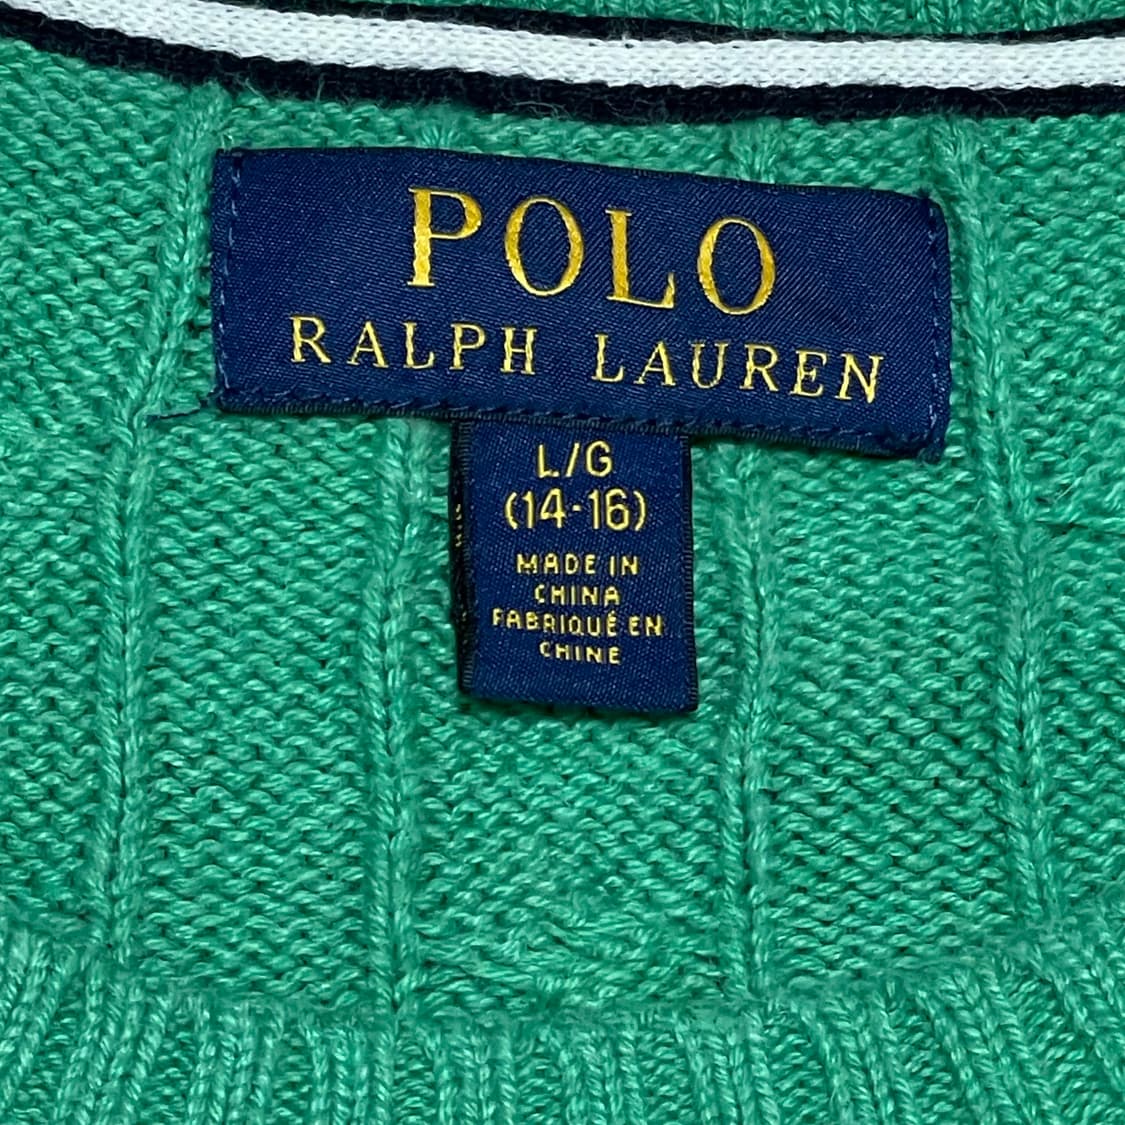 POLO
RALPH LAUREN
L/G
(14-16)
MADE IN
CHINA
FABRIQUÉ EN
CHINE